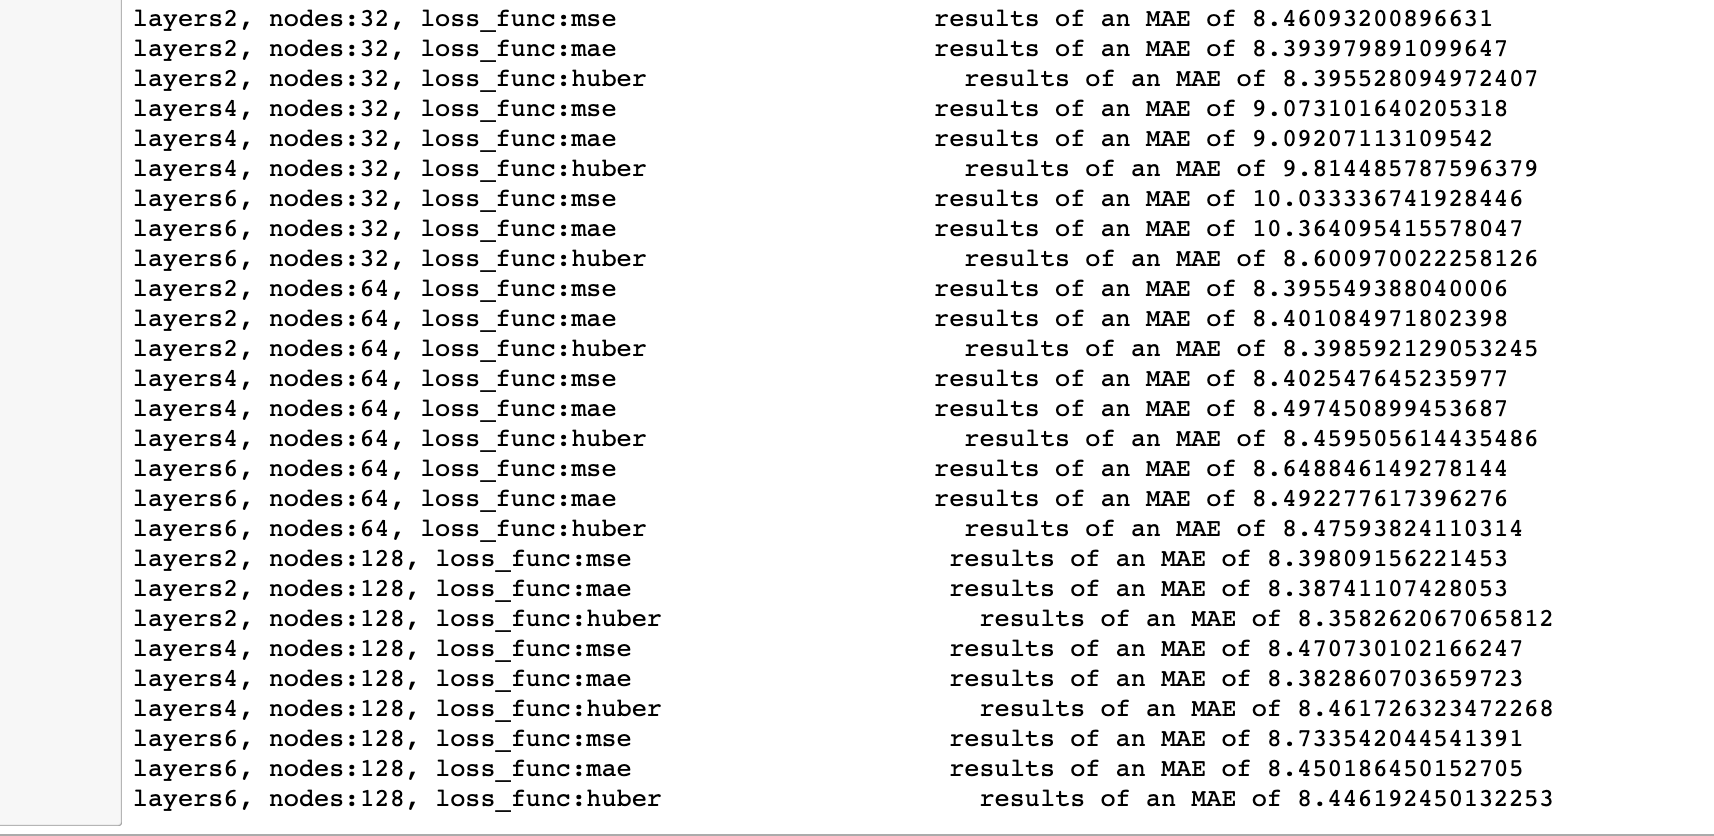 layers2, nodes:32, loss_func:mse results of an MAE of 8.46093200896631
layers2, nodes:32, loss_func:mae results of an MAE of 8.393979891099647
layers2, nodes:32, loss_func:huber results of an MAE of 8.395528094972407
layers4, nodes:32, loss_func:mse results of an MAE of 9.073101640205318
layers4, nodes:32, loss_func:mae results of an MAE of 9.09207113109542
layers4, nodes:32, loss_func:huber results of an MAE of 9.814485787596379
layers6, nodes:32, loss_func:mse results of an MAE of 10.033336741928446
layers6, nodes:32, loss_func:mae results of an MAE of 10.364095415578047
layers6, nodes:32, loss_func:huber results of an MAE of 8.600970022258126
layers2, nodes:64, loss_func:mse results of an MAE of 8.395549388040006
layers2, nodes:64, loss_func:mae results of an MAE of 8.401084971802398
layers2, nodes:64, loss_func:huber results of an MAE of 8.398592129053245
layers4, nodes:64, loss_func:mse results of an MAE of 8.402547645235977
layers4, nodes:64, loss_func:mae results of an MAE of 8.497450899453687
layers4, nodes:64, loss_func:huber results of an MAE of 8.459505614435486
layers6, nodes:64, loss_func:mse results of an MAE of 8.648846149278144
layers6, nodes:64, loss_func:mae results of an MAE of 8.492277617396276
layers6, nodes:64, loss_func:huber results of an MAE of 8.47593824110314
layers2, nodes:128, loss_func:mse results of an MAE of 8.39809156221453
layers2, nodes:128, loss_func:mae results of an MAE of 8.38741107428053
layers2, nodes:128, loss_func:huber results of an MAE of 8.358262067065812
layers4, nodes:128, loss_func:mse results of an MAE of 8.470730102166247
layers4, nodes:128, loss_func:mae results of an MAE of 8.382860703659723
layers4, nodes:128, loss_func:huber results of an MAE of 8.461726323472268
layers6, nodes:128, loss_func:mse results of an MAE of 8.733542044541391
layers6, nodes:128, loss_func:mae results of an MAE of 8.450186450152705
layers6, nodes:128, loss_func:huber results of an MAE of 8.446192450132253